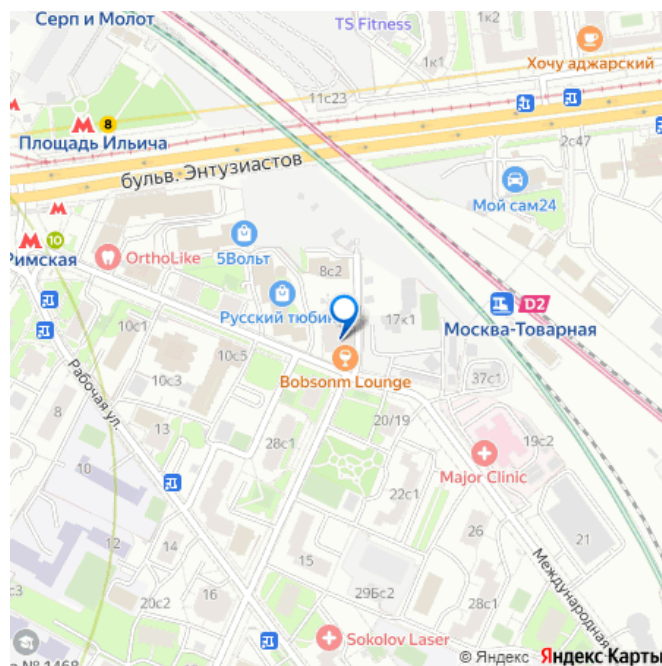 Серп и Молот
TS Fitness
1к2
Хочу аджарский
1к1
11с23
8
Площадь Ильича
2с47
бульв. Энтузиастов
Мой сам24
10
Римская
OrthoLike
5Вольт
8с2
D2
Русский тюбинг
17к1
Москва-Товарная
10с1
10с5
Bobsonm Lounge
10с3
37с1
Рабочая ул.
8
20/19
28с1
19с2
10
Major Clinic
22с1
26
21
12
14
15
Международная
с3
20с2
16
29Бс2
28с1
Sokolov Laser
а № 1468
© Яндекс Яндекс Карты